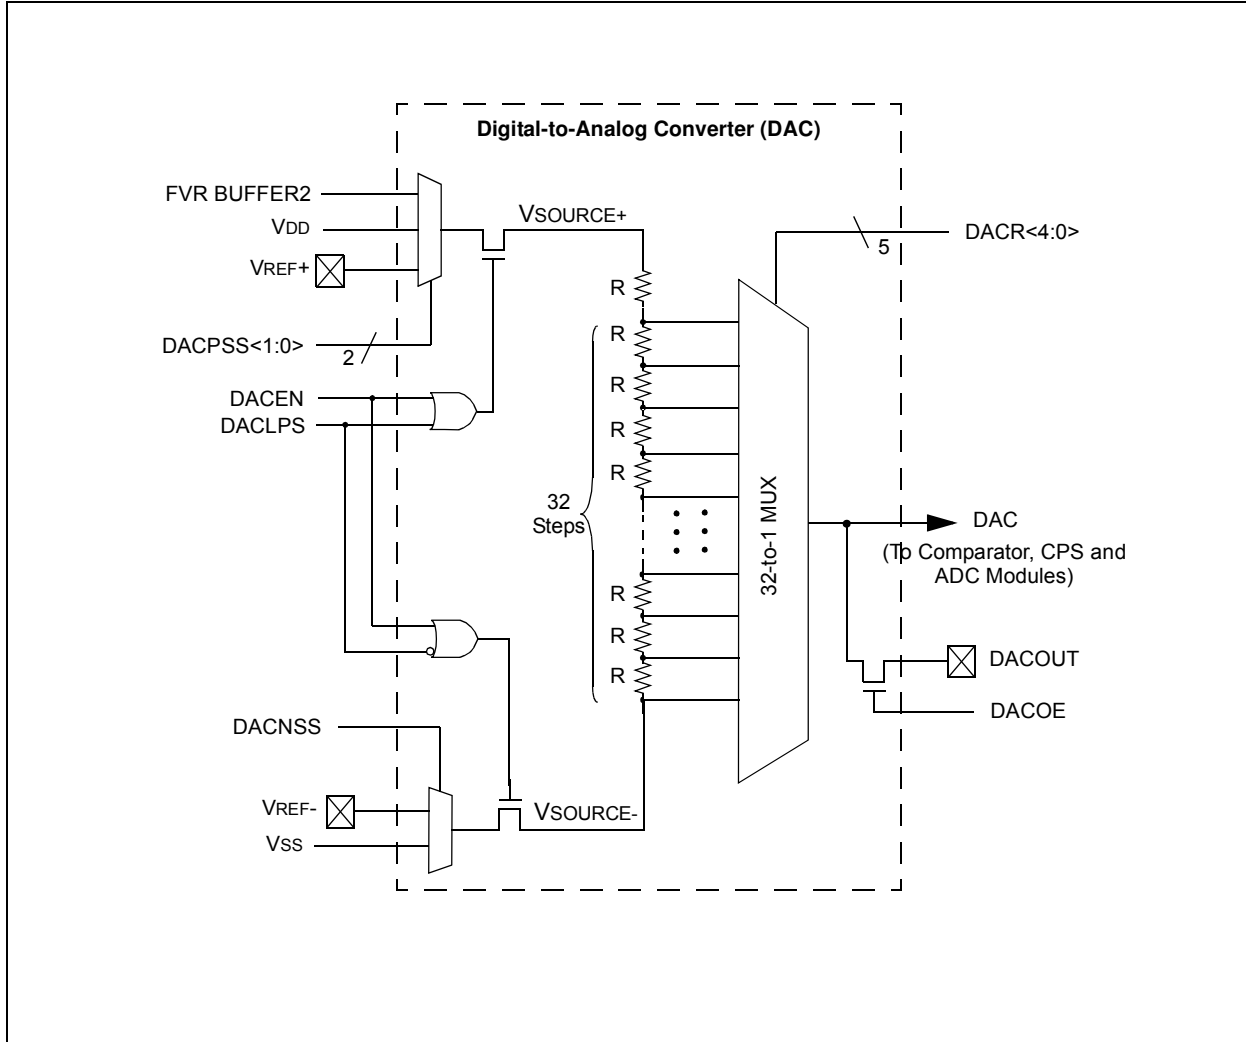 Digital-to-Analog Converter (DAC)
FVR BUFFER2
VDD
VREF+
DACPSS<1:0>
2
DACEN
DACLPS
VSOURCE+
R
R
R
R
R
32
Steps
R
R
R
32-to-1 MUX
5
DACR<4:0>
DAC
(To Comparator, CPS and
ADC Modules)
DACOUT
DACOE
DACNSS
VREF-
VSS
VSOURCE-